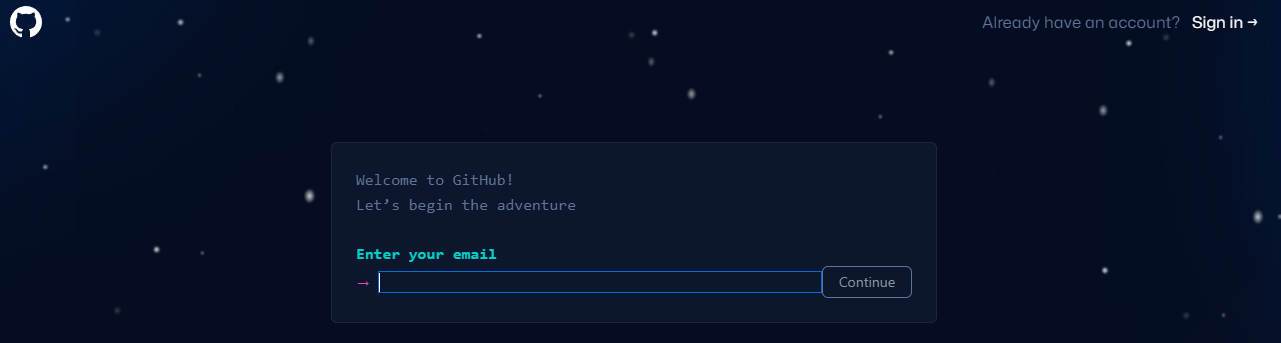 Already have an account? Sign in →
Welcome to GitHub!
Let’s begin the adventure
Enter your email
→ Continue